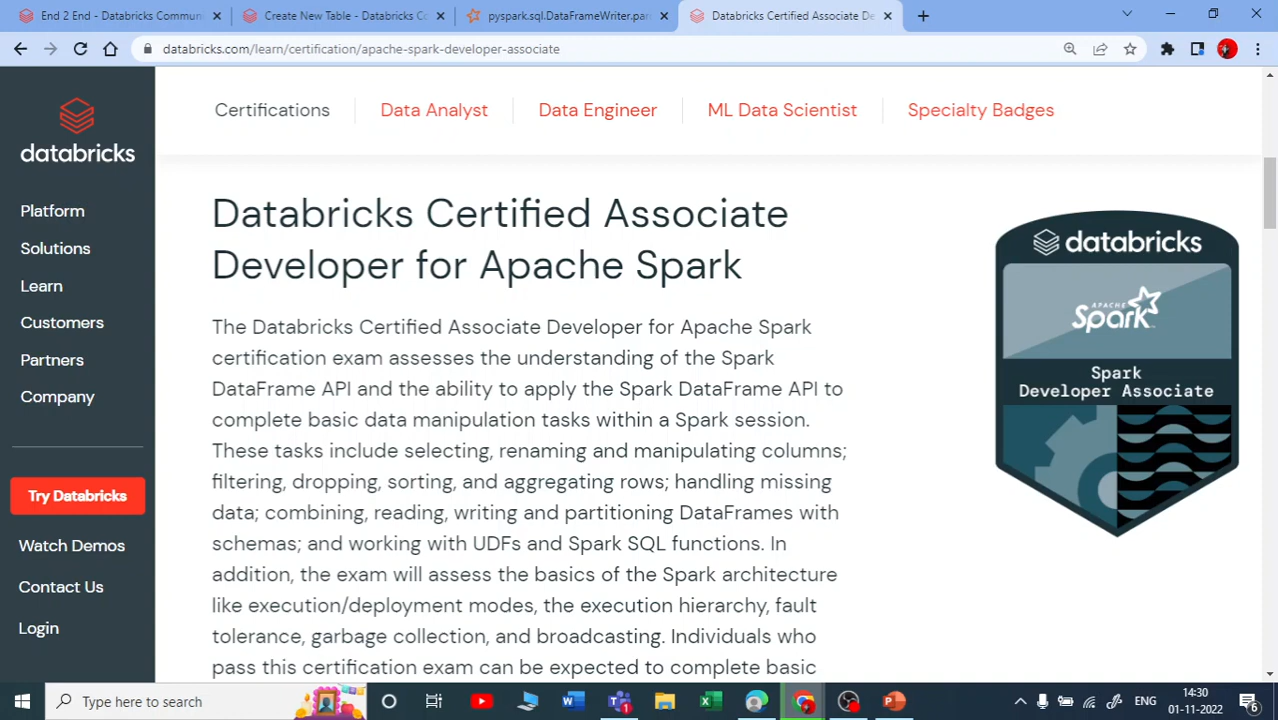 End 2 End - Databricks Commun
Create New Table - Databricks C
pyspark.sql.DataFrameWriter.par
Databricks Certified Associate De
databricks.com/learn/certification/apache-spark-developer-associate
databricks
Platform
Solutions
Learn
Customers
Partners
Company
Try Databricks
Watch Demos
Contact Us
Login
Certifications
Data Analyst
Data Engineer
ML Data Scientist
Specialty Badges
Databricks Certified Associate
Developer for Apache Spark
The Databricks Certified Associate Developer for Apache Spark
certification exam assesses the understanding of the Spark
DataFrame API and the ability to apply the Spark DataFrame API to
complete basic data manipulation tasks within a Spark session.
These tasks include selecting, renaming and manipulating columns;
filtering, dropping, sorting, and aggregating rows; handling missing
data; combining, reading, writing and partitioning DataFrames with
schemas; and working with UDFs and Spark SQL functions. In
addition, the exam will assess the basics of the Spark architecture
like execution/deployment modes, the execution hierarchy, fault
tolerance, garbage collection, and broadcasting. Individuals who
pass this certification exam can be expected to complete basic
databricks
APACHE
Spark
Spark
Developer Associate
Type here to search
ENG
14:30
01-11-2022
6